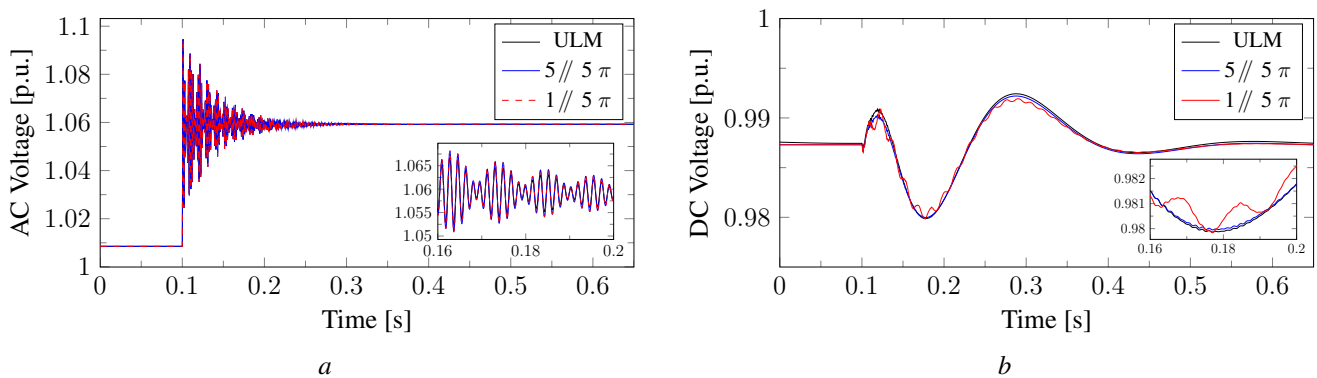 1.1
1.08
1.06
1.04
1.02
1
AC Voltage [p.u.]
ULM
5 // 5 π
1 // 5 π
1.065
1.06
1.055
1.05
0.16 0.18 0.2
0 0.1 0.2 0.3 0.4 0.5 0.6
Time [s]
a
1
0.99
0.98
DC Voltage [p.u.]
ULM
5 // 5 π
1 // 5 π
0.982
0.981
0.98
0.16 0.18 0.2
0 0.1 0.2 0.3 0.4 0.5 0.6
Time [s]
b